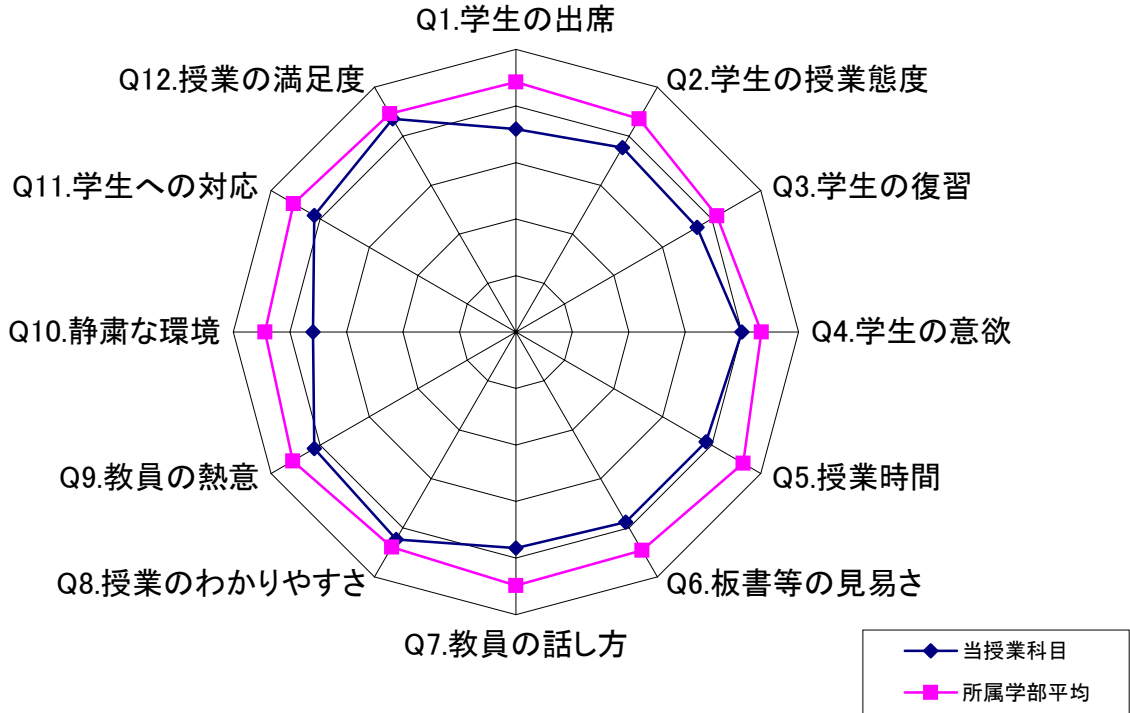 Q1.学生の出席
Q2.学生の授業態度
Q3.学生の復習
Q4.学生の意欲
Q5.授業時間
Q6.板書等の見易さ
Q7.教員の話し方
Q8.授業のわかりやすさ
Q9.教員の熱意
Q10.静粛な環境
Q11.学生への対応
Q12.授業の満足度
当授業科目
所属学部平均